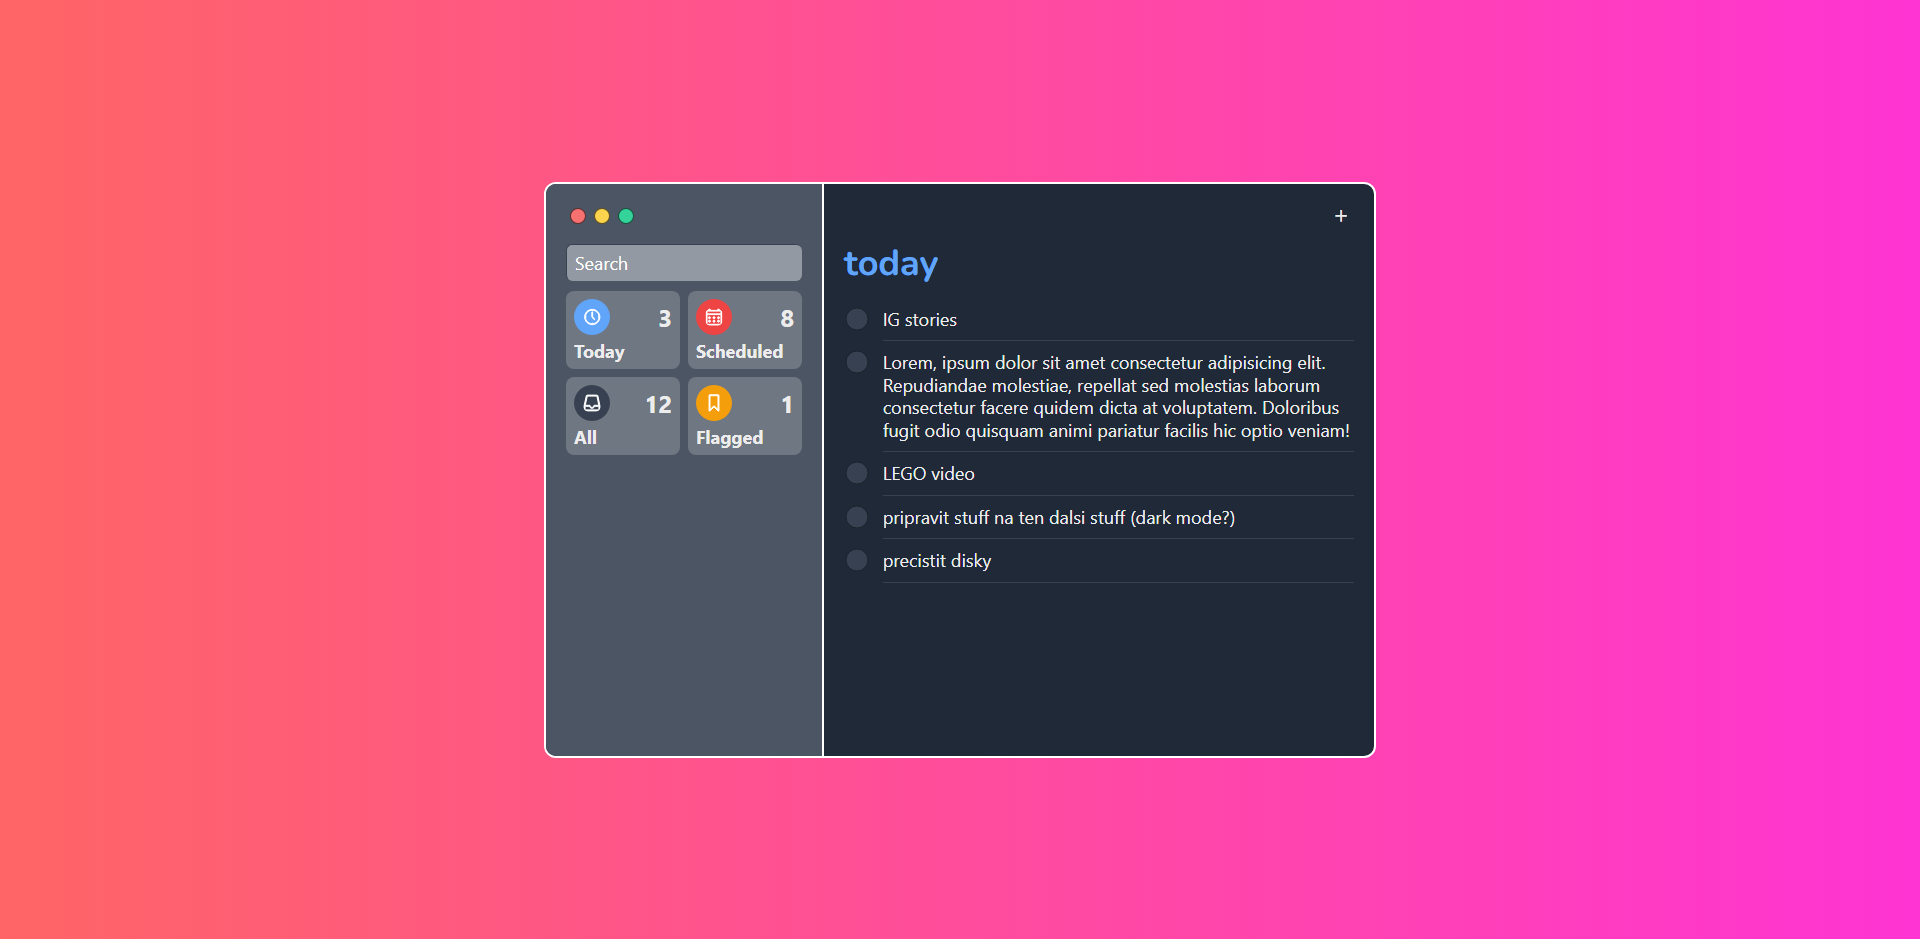 +
Search
3
Today
8
Scheduled
12
All
1
Flagged
today
IG stories
Lorem, ipsum dolor sit amet consectetur adipisicing elit.
Repudiandae molestiae, repellat sed molestias laborum
consectetur facere quidem dicta at voluptatem. Doloribus
fugit odio quisquam animi pariatur facilis hic optio veniam!
LEGO video
pripravit stuff na ten dalsi stuff (dark mode?)
precistit disky